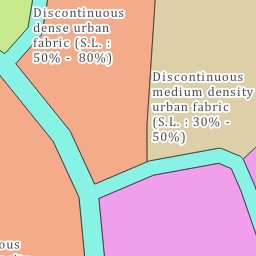 Discontinuous
dense urban
fabric (S.L. :
50% -  80%)
Discontinuous
medium density
urban fabric
(S.L. : 30% -
50%)